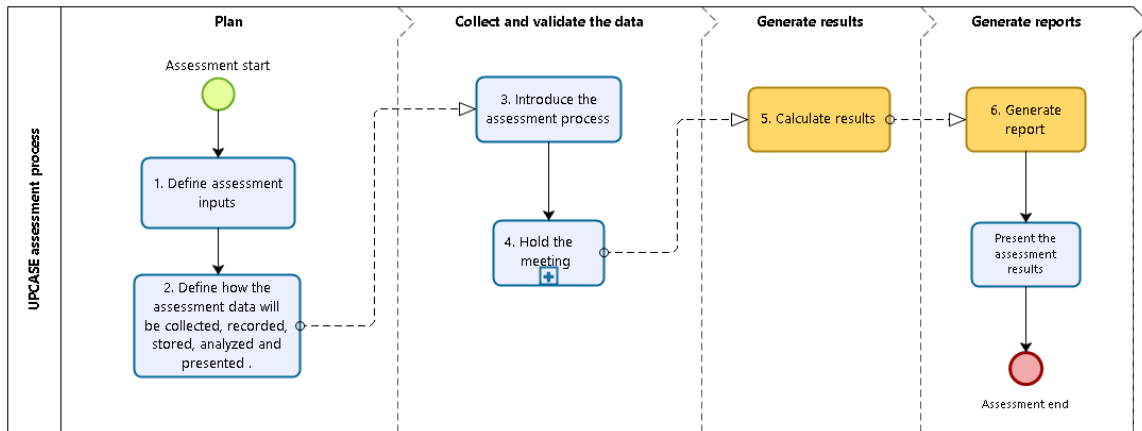 UPCASE assessment process
Plan
Assessment start
1. Define assessment
inputs
2. Define how the
assessment data will
be collected, recorded,
stored, analyzed and
presented .
Collect and validate the data
3. Introduce the
assessment process
4. Hold the
meeting
Generate results
5. Calculate results
Generate reports
6. Generate
report
Present the
assessment
results
Assessment end